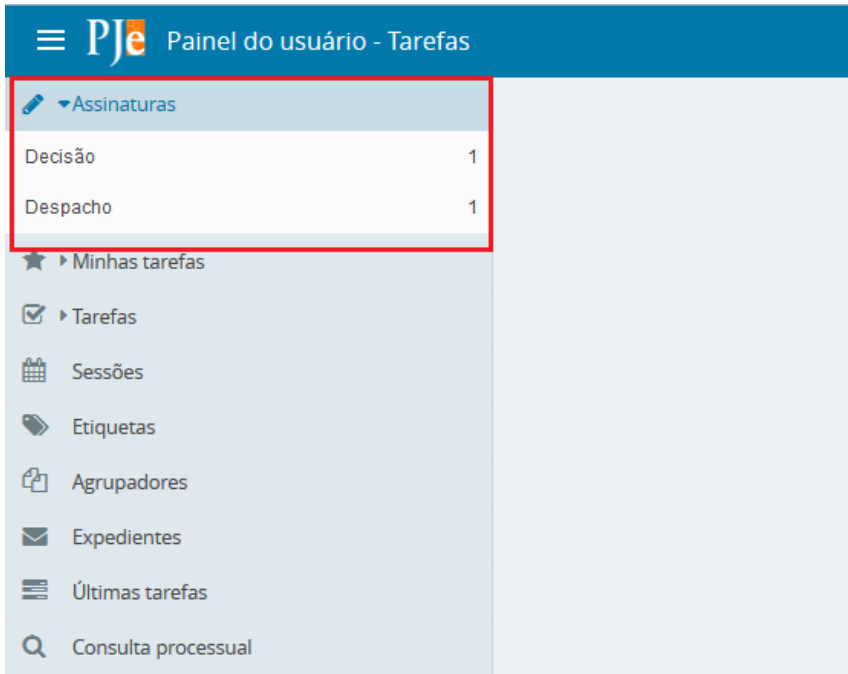 PJe Painel do usuário - Tarefas
Assinaturas
Decisão 1
Despacho 1
Minhas tarefas
Tarefas
Sessões
Etiquetas
Agrupadores
Expedientes
Últimas tarefas
Consulta processual